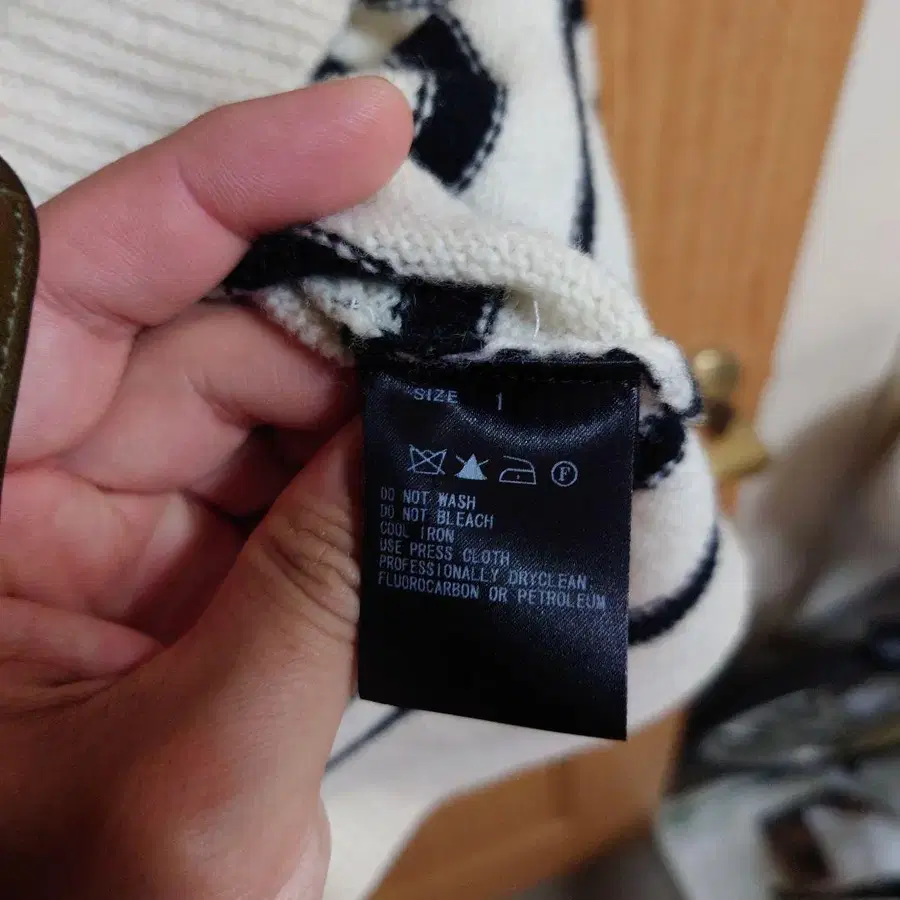 SIZE 1
F
DO NOT WASH
DO NOT BLEACH
COOL IRON
USE PRESS CLOTH
PROFESSIONALLY DRYCLEAN.
FLUOROCARBON OR PETROLEUM